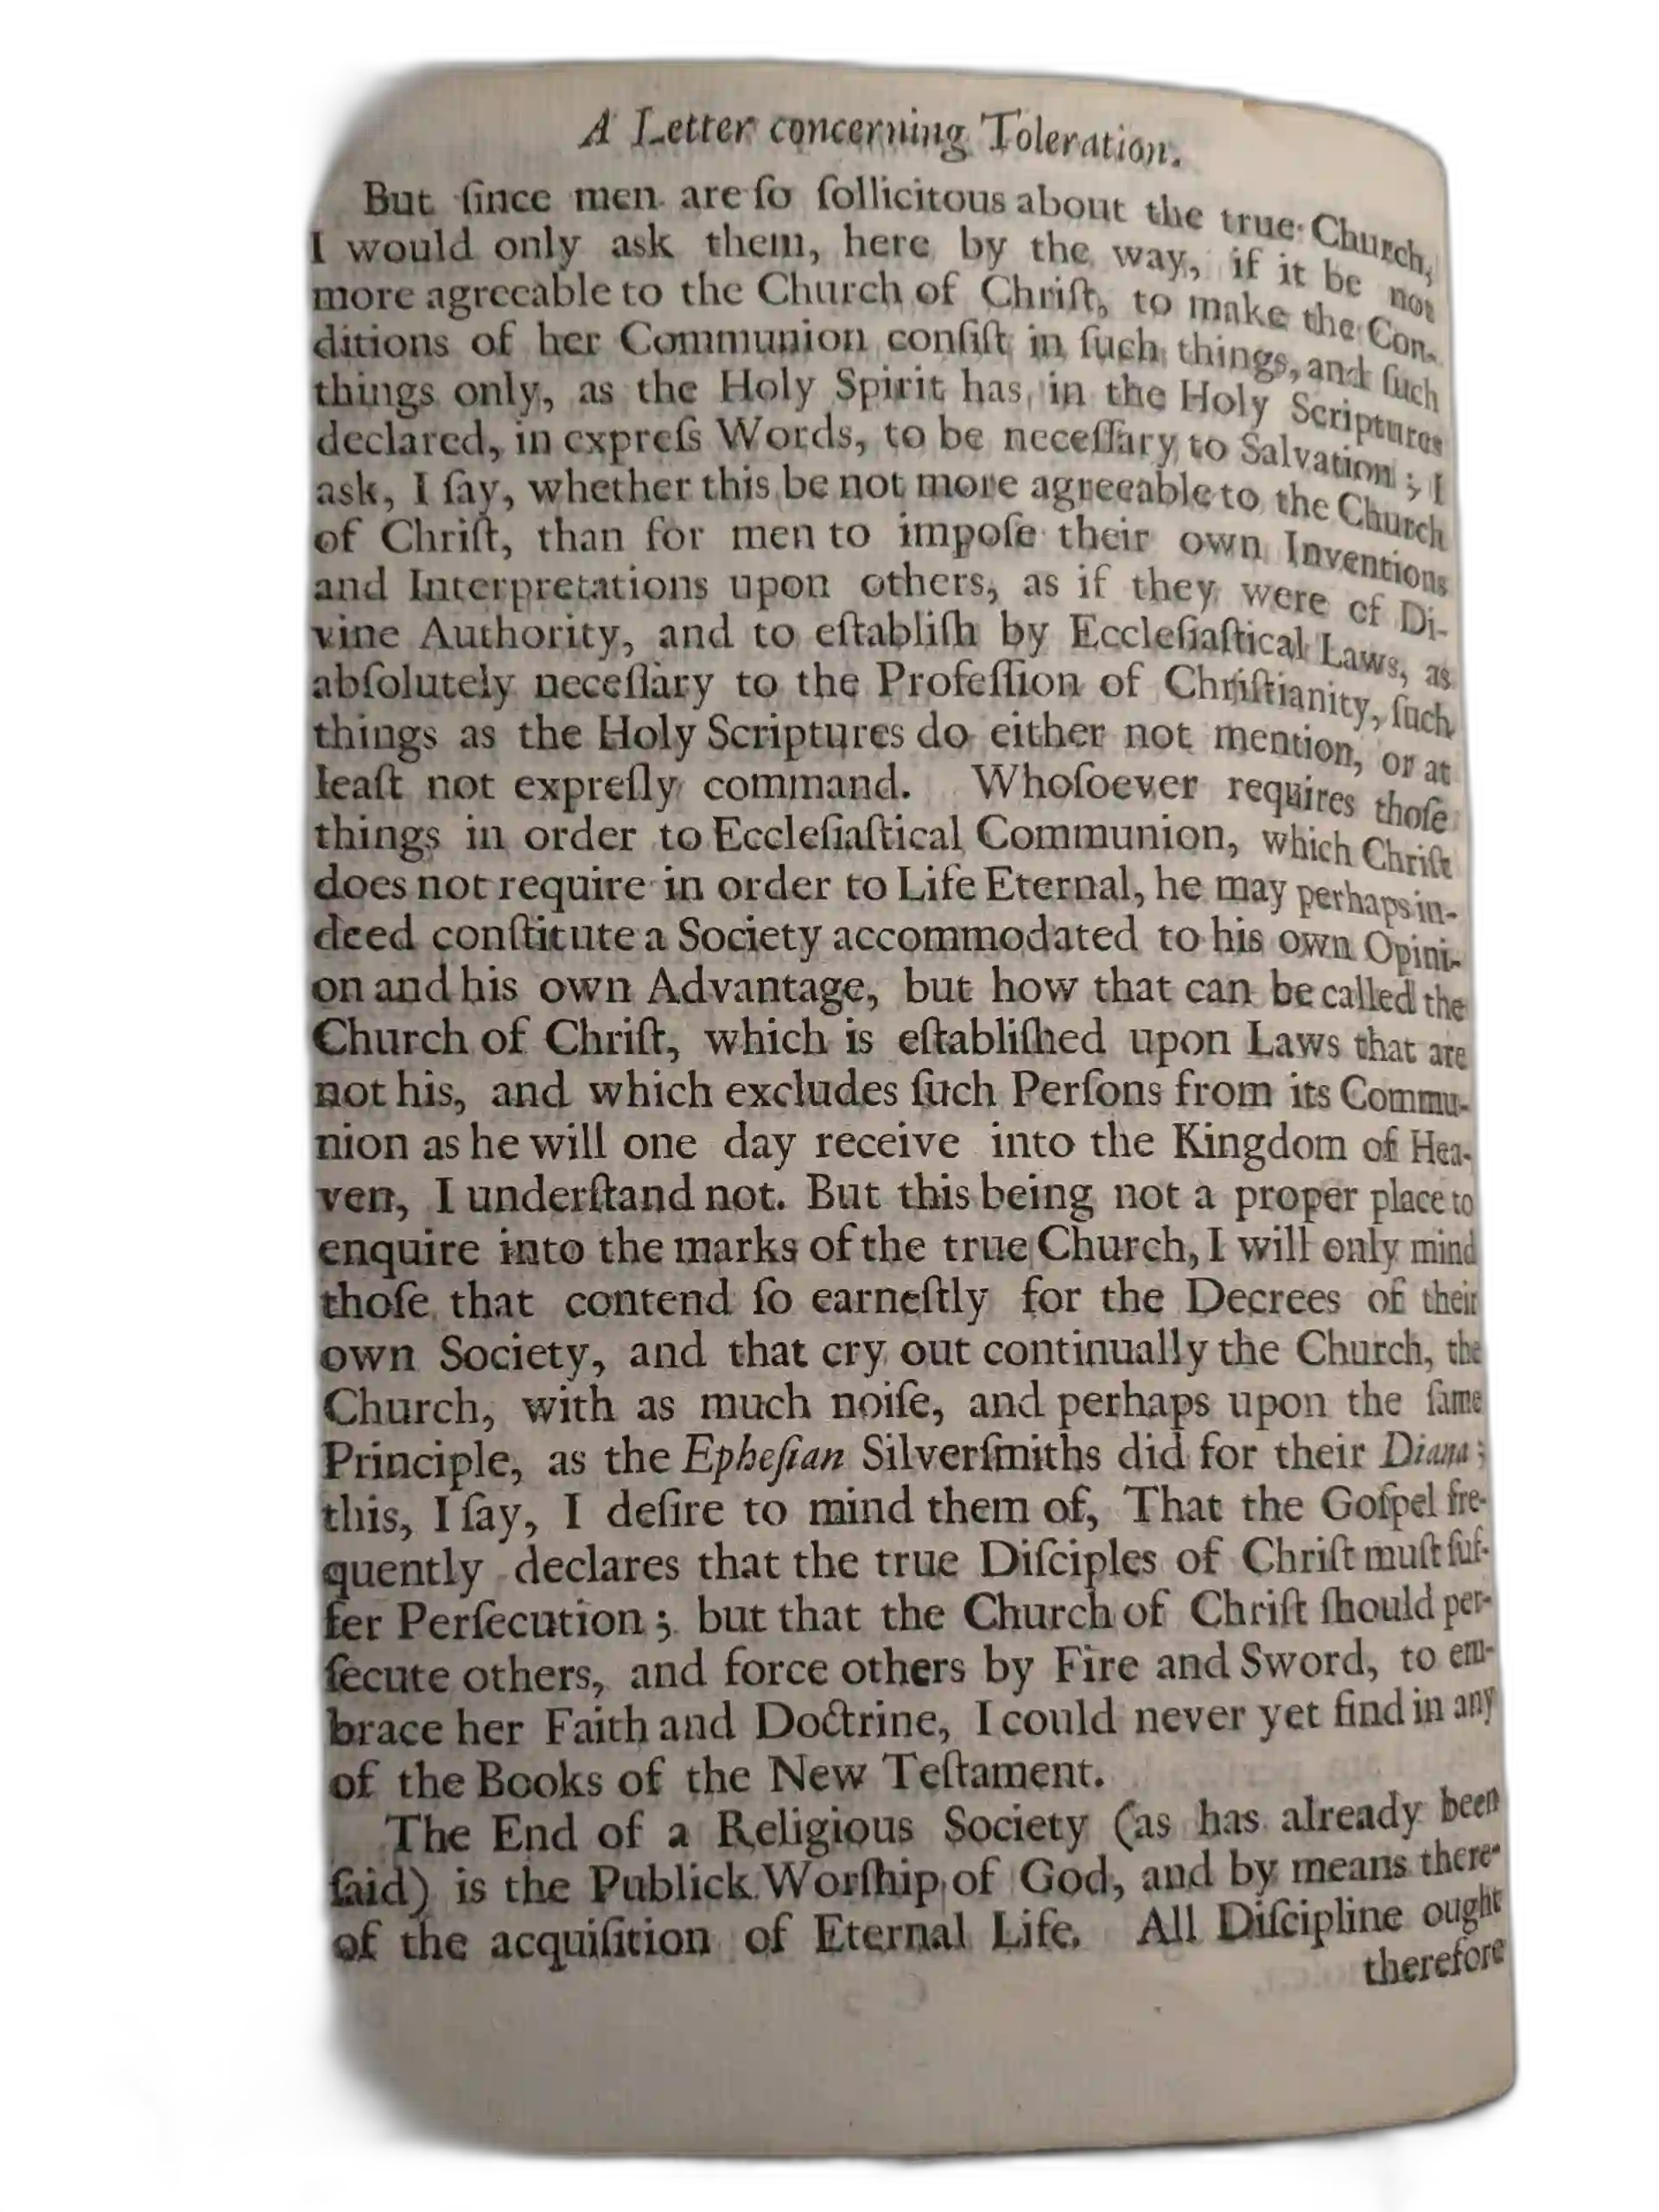 A Letter concerning Toleration.
But ſince men are ſo ſollicitous about the true Church,
I would only ask them, here by the way, if it be not
more agreeable to the Church of Chriſt, to make the Con-
ditions of her Communion conſiſt in ſuch things, and ſuch
things only, as the Holy Spirit has in the Holy Scriptures
declared, in expreſs Words, to be neceſſary to Salvation; I
ask, I ſay, whether this be not more agreeable to the Church
of Chriſt, than for men to impoſe their own Inventions
and Interpretations upon others, as if they were of Di-
vine Authority, and to eſtabliſh by Eccleſiaſtical Laws, as
abſolutely neceſſary to the Profeſſion of Chriſtianity, ſuch
things as the Holy Scriptures do either not mention, or at
leaſt not expreſly command. Whoſoever requires thoſe
things in order to Eccleſiaſtical Communion, which Chriſt
does not require in order to Life Eternal, he may perhaps in-
deed conſtitute a Society accommodated to his own Opini-
on and his own Advantage, but how that can be called the
Church of Chriſt, which is eſtabliſhed upon Laws that are
not his, and which excludes ſuch Perſons from its Commu-
nion as he will one day receive into the Kingdom of Hea-
ven, I underſtand not. But this being not a proper place to
enquire into the marks of the true Church, I will only mind
thoſe that contend ſo earneſtly for the Decrees of their
own Society, and that cry out continually the Church, the
Church, with as much noiſe, and perhaps upon the ſame
Principle, as the Epheſian Silverſmiths did for their Diana;
this, I ſay, I deſire to mind them of, That the Goſpel fre-
quently declares that the true Diſciples of Chriſt muſt ſuf-
fer Perſecution; but that the Church of Chriſt ſhould per-
ſecute others, and force others by Fire and Sword, to em-
brace her Faith and Doctrine, I could never yet find in any
of the Books of the New Teſtament.
The End of a Religious Society (as has already been
ſaid) is the Publick Worſhip of God, and by means there-
of the acquiſition of Eternal Life. All Diſcipline ought
therefore